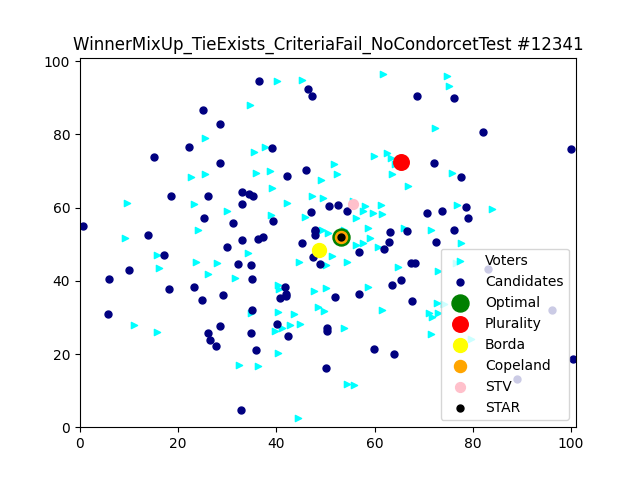 WinnerMixUp_TieExists_CriteriaFail_NoCondorcetTest #12341
100
80
60
40
20
0
0
20
40
60
80
100
Voters
Candidates
Optimal
Plurality
Borda
Copeland
STV
STAR